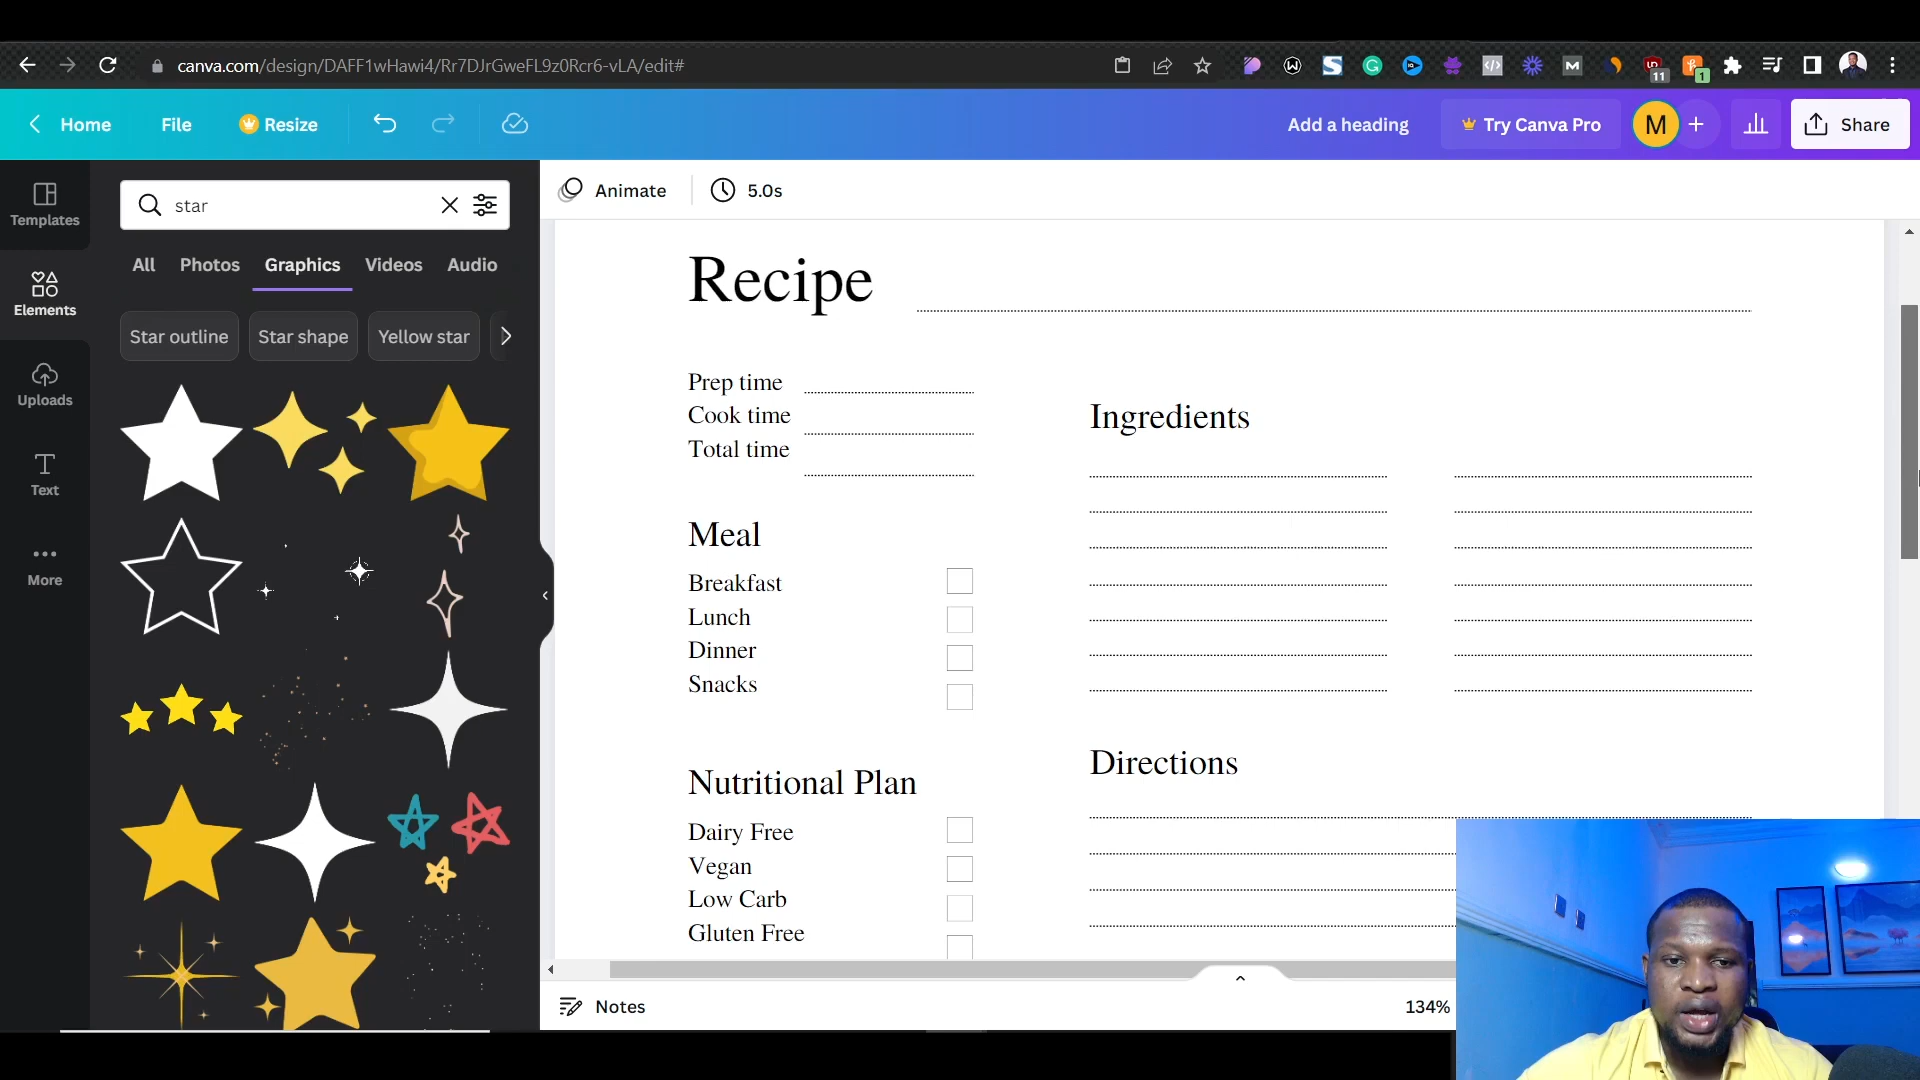 canva.com/design/DAFF1wHawi4/Rr7DJrGweFL9z0Rcr6-vLA/edit#
11
1
Home
File
Resize
Add a heading
Try Canva Pro
M
Share
Templates
Elements
Uploads
Text
More
star
All Photos Graphics Videos Audio
Star outline
Star shape
Yellow star
Animate
5.0s
Recipe
Prep time
Cook time
Total time
Meal
Breakfast
Lunch
Dinner
Snacks
Nutritional Plan
Dairy Free
Vegan
Low Carb
Gluten Free
Ingredients
Directions
Notes
134%